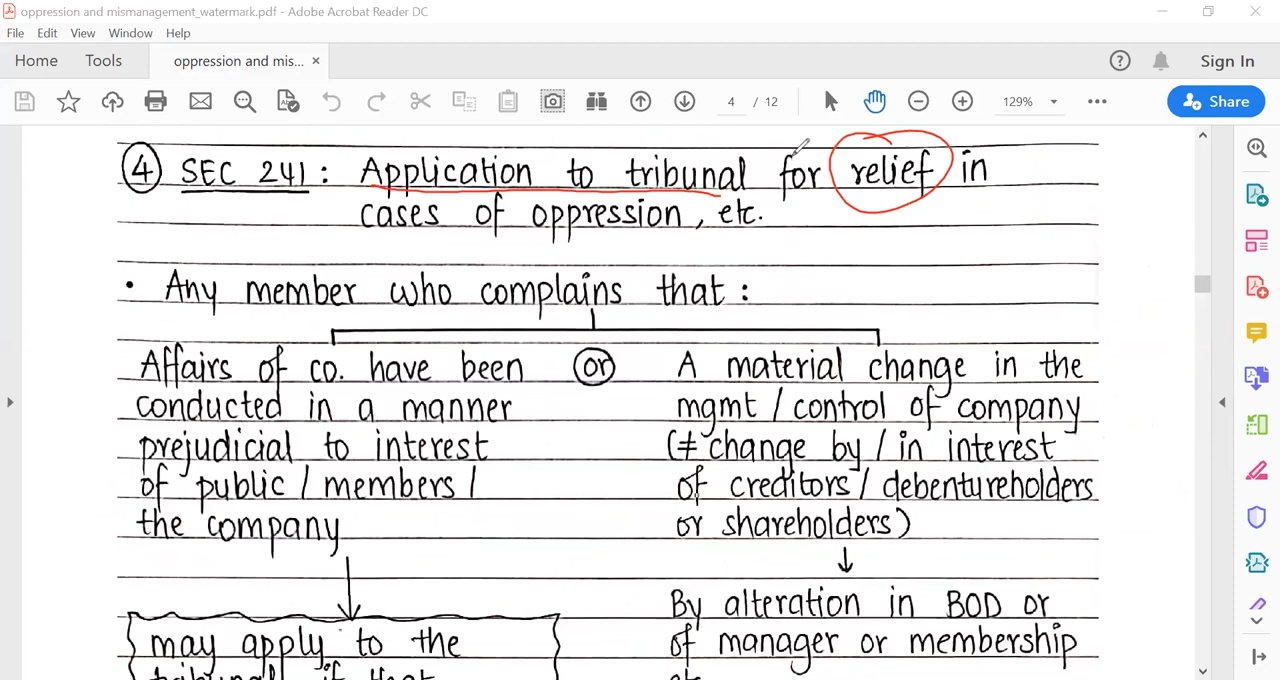 oppression and mismanagement_watermark.pdf - Adobe Acrobat Reader DC
File Edit View Window Help
Home Tools oppression and mis... × Sign In
4 / 12 129% Share
4 SEC 241 : Application to tribunal for relief in
cases of oppression, etc.
• Any member who complains that :
Affairs of co. have been
conducted in a manner
prejudicial to interest
of public / members /
the company
or
A material change in the
mgmt / control of company
(≠ change by / in interest
of creditors / debentureholders
or shareholders)
may apply to the
tribunal, if that
By alteration in BOD or
of manager or membership
etc